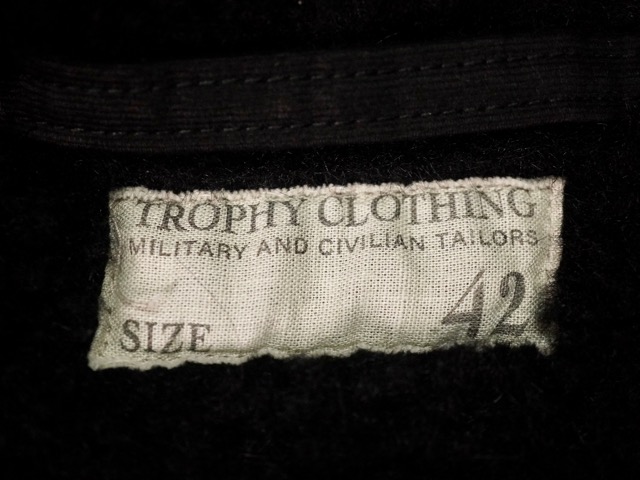 TROPHY CLOTHING
MILITARY AND CIVILIAN TAILORS
SIZE 42